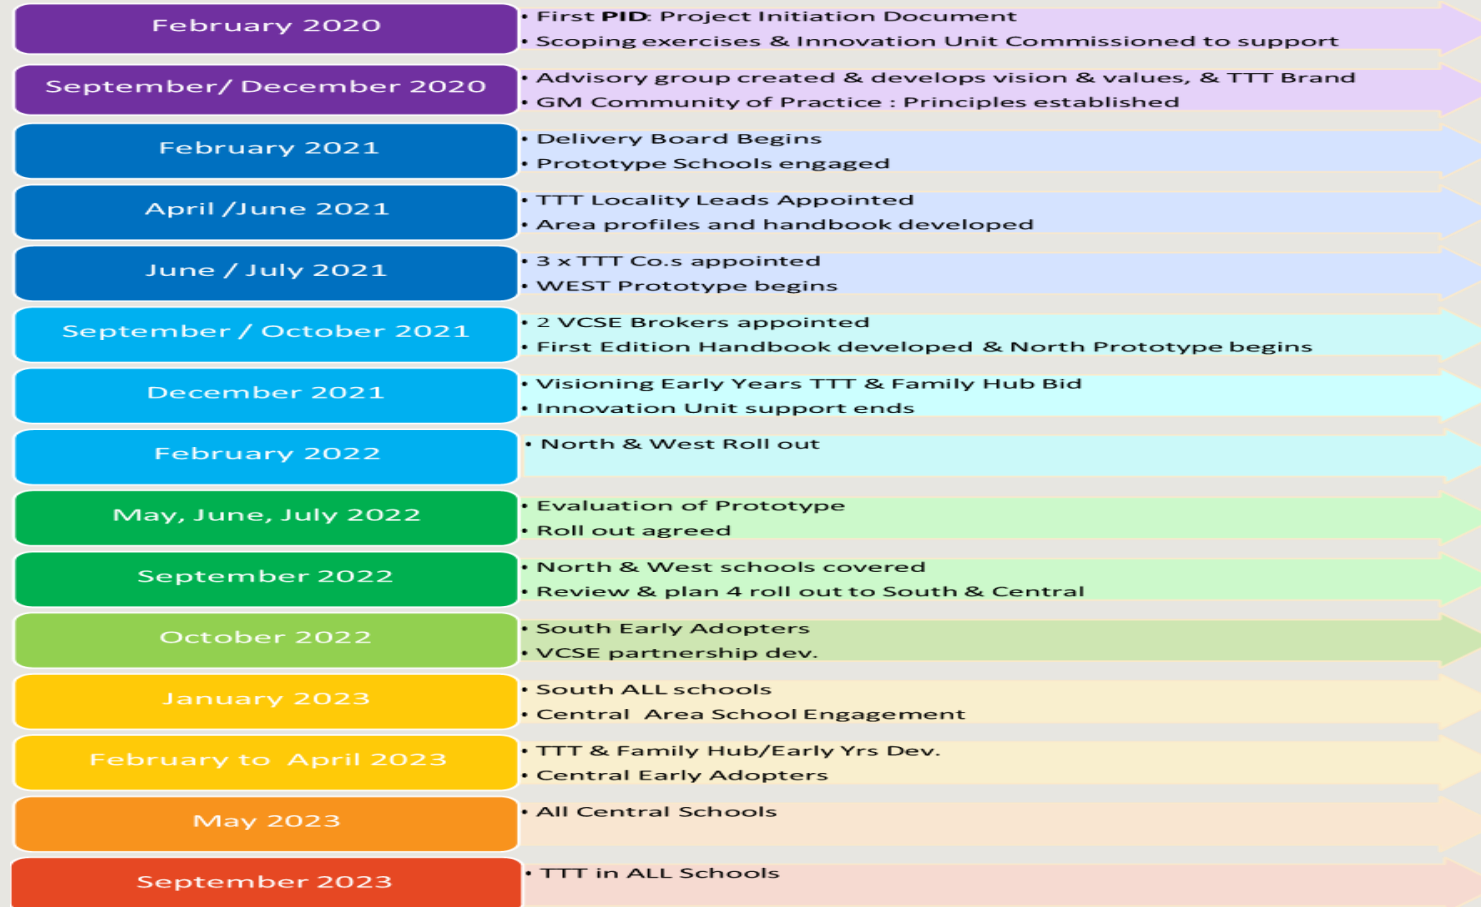 February 2020
• First PID: Project Initiation Document
• Scoping exercises & Innovation Unit Commissioned to support
September/ December 2020
• Advisory group created & develops vision & values, & TTT Brand
• GM Community of Practice : Principles established
February 2021
• Delivery Board Begins
• Prototype Schools engaged
April /June 2021
• TTT Locality Leads Appointed
• Area profiles and handbook developed
June / July 2021
• 3 x TTT Co.s appointed
• WEST Prototype begins
September / October 2021
• 2 VCSE Brokers appointed
• First Edition Handbook developed & North Prototype begins
December 2021
• Visioning Early Years TTT & Family Hub Bid
• Innovation Unit support ends
February 2022
• North & West Roll out
May, June, July 2022
• Evaluation of Prototype
• Roll out agreed
September 2022
• North & West schools covered
• Review & plan 4 roll out to South & Central
October 2022
• South Early Adopters
• VCSE partnership dev.
January 2023
• South ALL schools
• Central Area School Engagement
February to April 2023
• TTT & Family Hub/Early Yrs Dev.
• Central Early Adopters
May 2023
• All Central Schools
September 2023
• TTT in ALL Schools